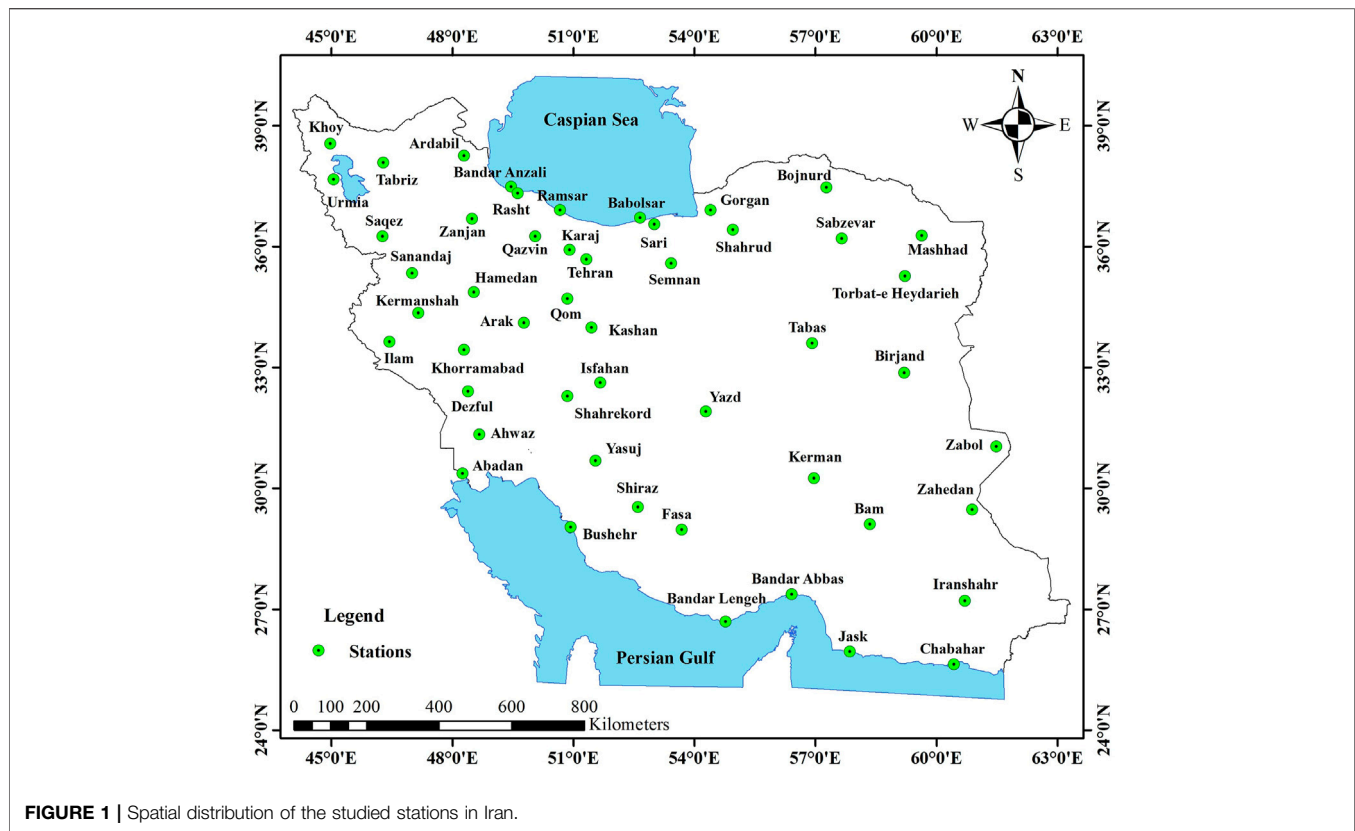 45°0'E 48°0'E 51°0'E 54°0'E 57°0'E 60°0'E 63°0'E
N
W E
S
39°0'N 39°0'N
36°0'N 36°0'N
33°0'N 33°0'N
30°0'N 30°0'N
27°0'N 27°0'N
24°0'N 24°0'N
Caspian Sea
Khoy
Ardabil
Tabriz
Bandar Anzali
Bojnurd
Urmia
Rasht
Ramsar
Babolsar
Gorgan
Saqez
Zanjan
Qazvin
Karaj
Sari
Shahrud
Sabzevar
Mashhad
Sanandaj
Hamedan
Tehran
Semnan
Torbat-e Heydarieh
Kermanshah
Arak
Qom
Kashan
Tabas
Ilam
Khorramabad
Isfahan
Birjand
Dezful
Shahrekord
Yazd
Ahwaz
Yasuj
Zabol
Abadan
Kerman
Shiraz
Zahedan
Fasa
Bam
Bushehr
Bandar Abbas
Iranshahr
Bandar Lengeh
Jask
Chabahar
Persian Gulf
Legend
Stations
0 100 200 400 600 800
Kilometers
45°0'E 48°0'E 51°0'E 54°0'E 57°0'E 60°0'E 63°0'E
FIGURE 1 | Spatial distribution of the studied stations in Iran.